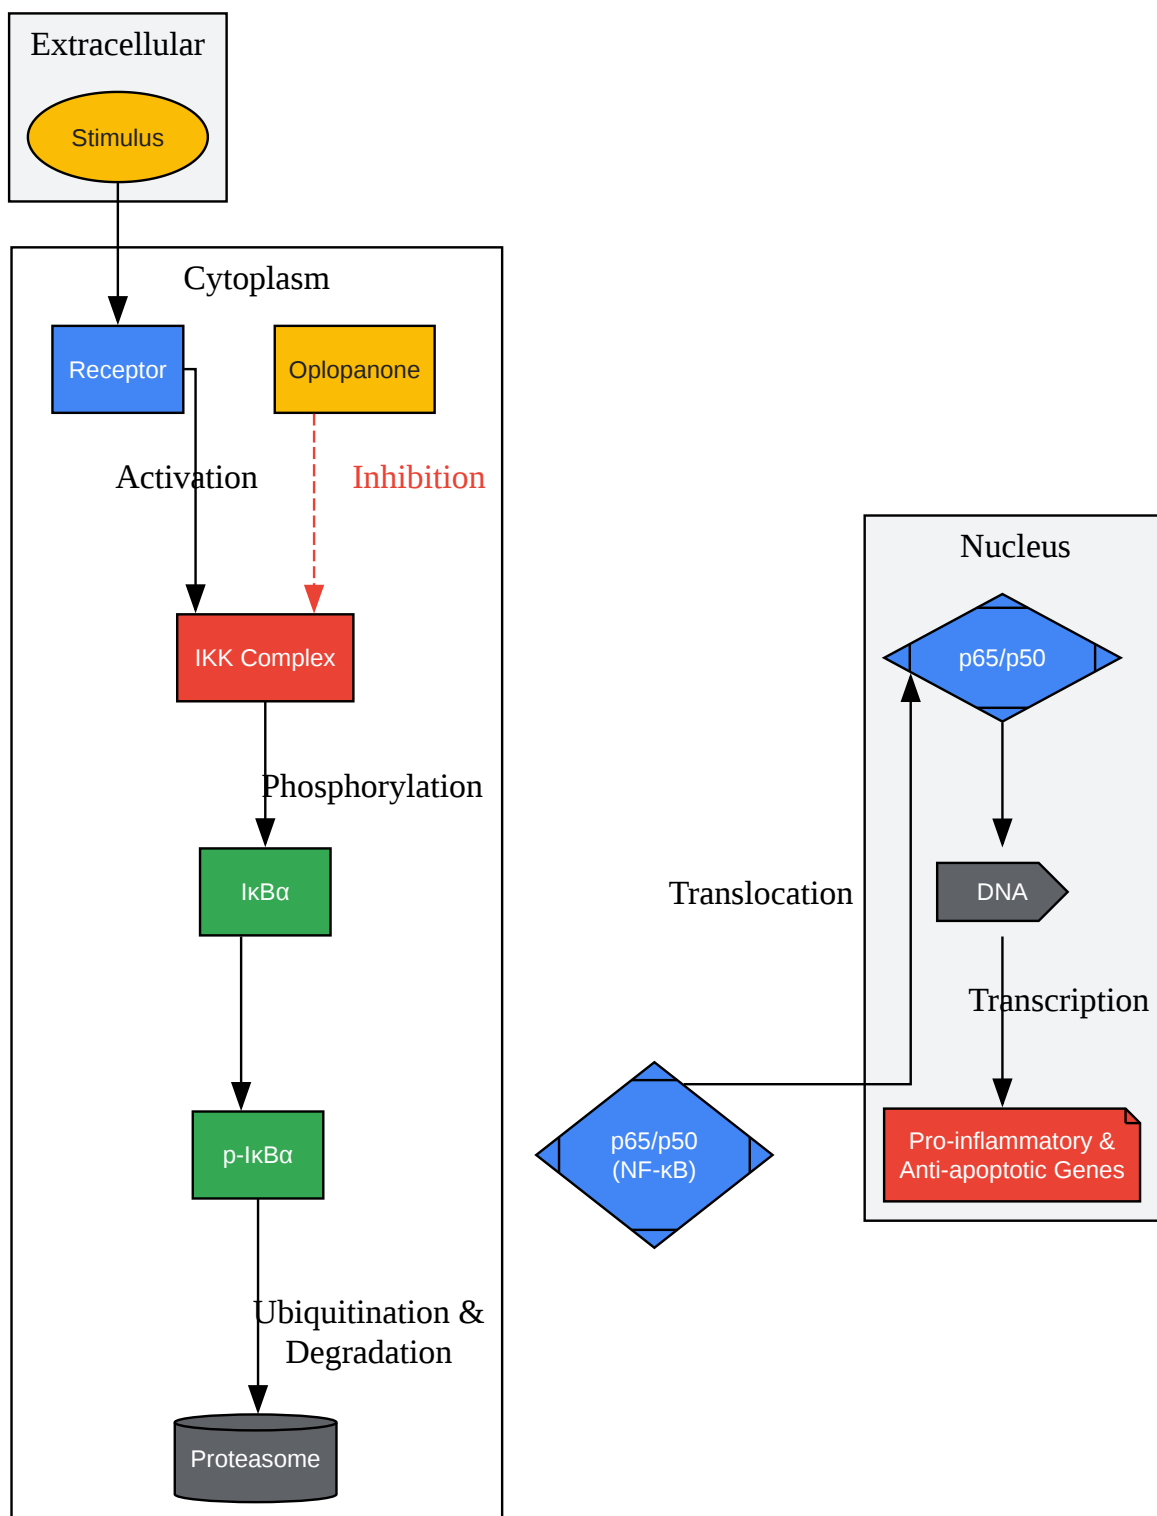 Extracellular
Stimulus
Cytoplasm
Receptor
Oplopanone
Activation
Inhibition
IKK Complex
Phosphorylation
IκBα
p-IκBα
Ubiquitination &
Degradation
Proteasome
p65/p50
(NF-κB)
Translocation
Nucleus
p65/p50
DNA
Transcription
Pro-inflammatory &
Anti-apoptotic Genes